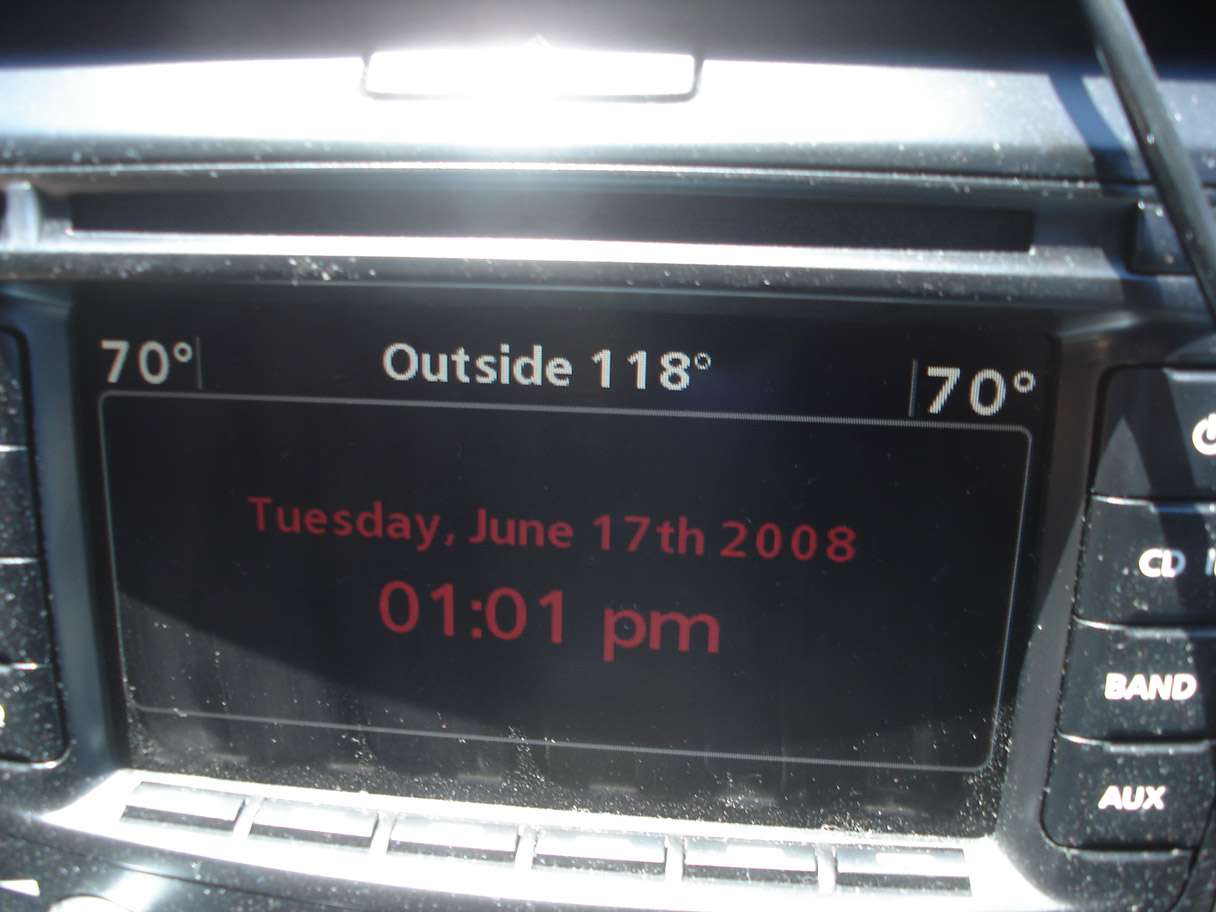 70° Outside 118° 70°
Tuesday, June 17th 2008
01:01 pm
CD
BAND
AUX